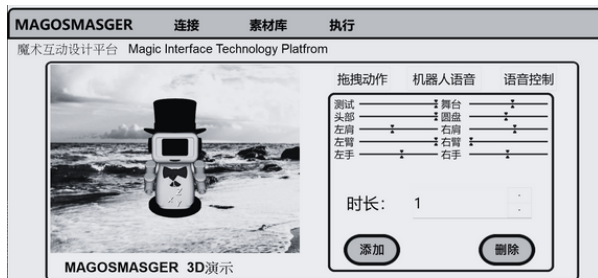 MAGOSMASGER 连接 素材库 执行
魔术互动设计平台 Magic Interface Technology Platfrom
拖拽动作 机器人语音 语音控制
测试 舞台
头部 圆盘
左肩 右肩
左臂 右臂
左手 右手
时长： 1
添加 删除
MAGOSMASGER 3D演示